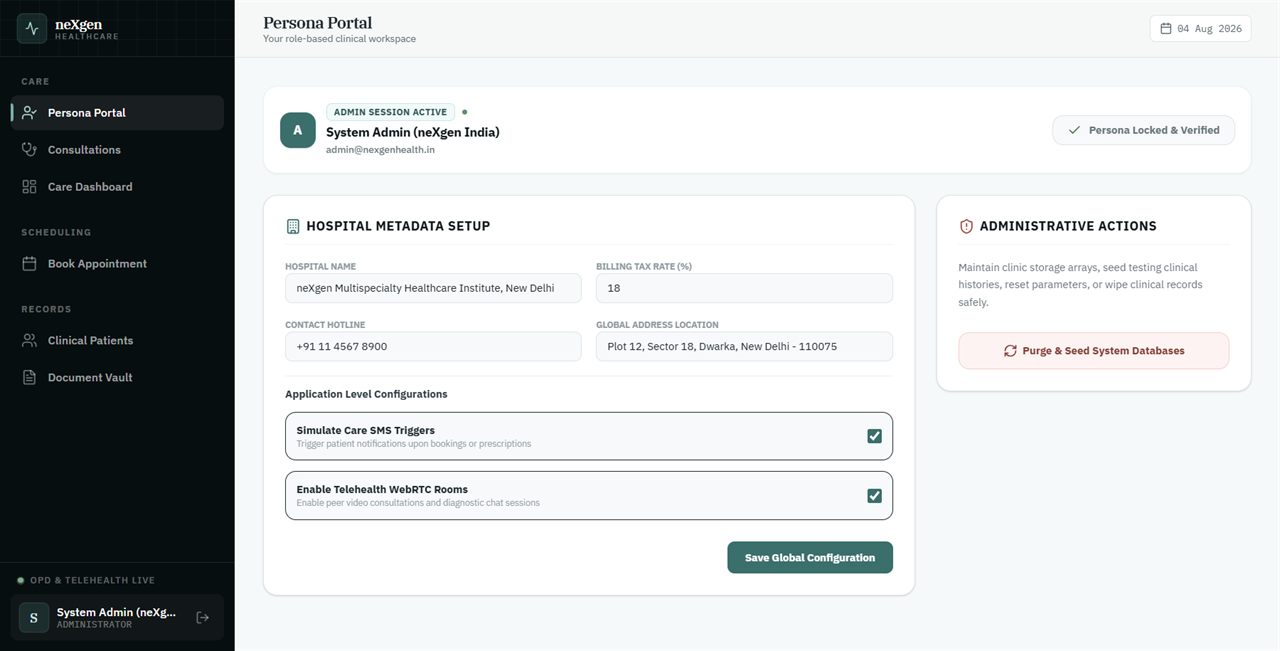 neXgen
HEALTHCARE
CARE
Persona Portal
Consultations
Care Dashboard
SCHEDULING
Book Appointment
RECORDS
Clinical Patients
Document Vault
OPD & TELEHEALTH LIVE
S
System Admin (neXg...
ADMINISTRATOR
Persona Portal
Your role-based clinical workspace
04 Aug 2026
A
ADMIN SESSION ACTIVE
System Admin (neXgen India)
admin@nexgenhealth.in
Persona Locked & Verified
HOSPITAL METADATA SETUP
HOSPITAL NAME
neXgen Multispecialty Healthcare Institute, New Delhi
BILLING TAX RATE (%)
18
CONTACT HOTLINE
+91 11 4567 8900
GLOBAL ADDRESS LOCATION
Plot 12, Sector 18, Dwarka, New Delhi - 110075
Application Level Configurations
Simulate Care SMS Triggers
Trigger patient notifications upon bookings or prescriptions
Enable Telehealth WebRTC Rooms
Enable peer video consultations and diagnostic chat sessions
Save Global Configuration
ADMINISTRATIVE ACTIONS
Maintain clinic storage arrays, seed testing clinical
histories, reset parameters, or wipe clinical records
safely.
Purge & Seed System Databases